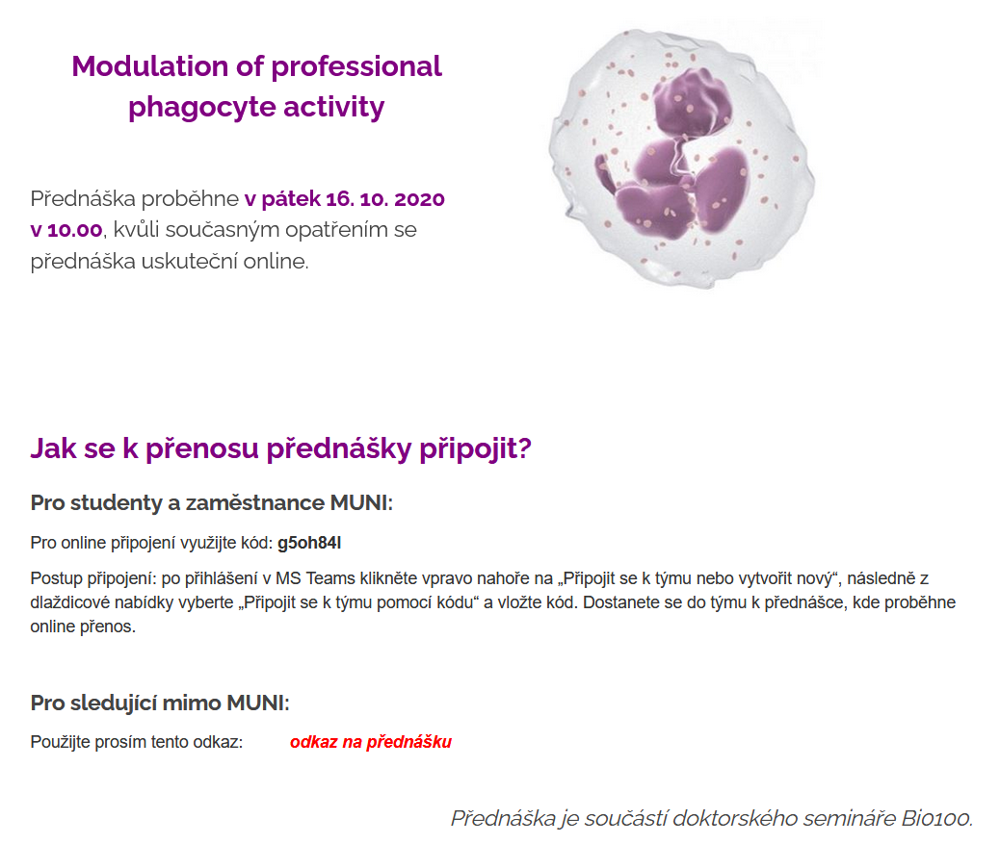 Modulation of professional
phagocyte activity
Přednáška proběhne v pátek 16. 10. 2020
v 10.00, kvůli současným opatřením se
přednáška uskuteční online.
Jak se k přenosu přednášky připojit?
Pro studenty a zaměstnance MUNI:
Pro online připojení využijte kód: g5oh84l
Postup připojení: po přihlášení v MS Teams klikněte vpravo nahoře na „Připojit se k týmu nebo vytvořit nový“, následně z
dlaždicové nabídky vyberte „Připojit se k týmu pomocí kódu“ a vložte kód. Dostanete se do týmu k přednášce, kde proběhne
online přenos.
Pro sledující mimo MUNI:
Použijte prosím tento odkaz: odkaz na přednášku
Přednáška je součástí doktorského semináře Bi0100.